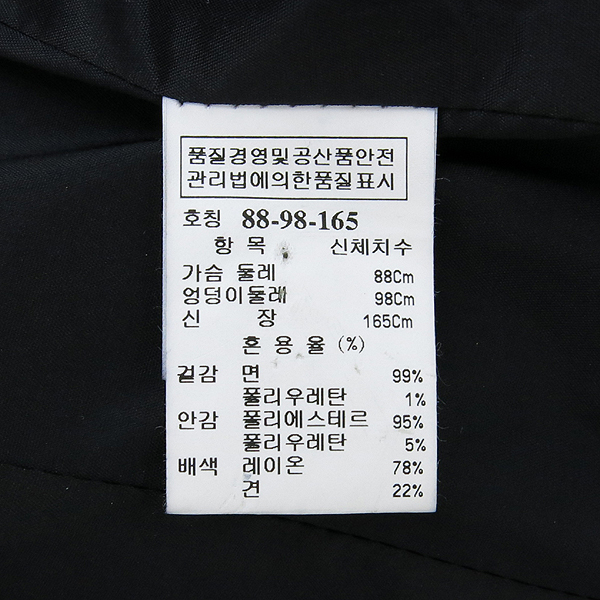 품질경영및공산품안전
관리법에의한품질표시
호칭 88-98-165
항 목 신체치수
가슴 둘레 88Cm
엉덩이둘레 98Cm
신 장 165Cm
혼 용 율 (%)
겉감 면 99%
폴리우레탄 1%
안감 폴리에스테르 95%
폴리우레탄 5%
배색 레이온 78%
견 22%